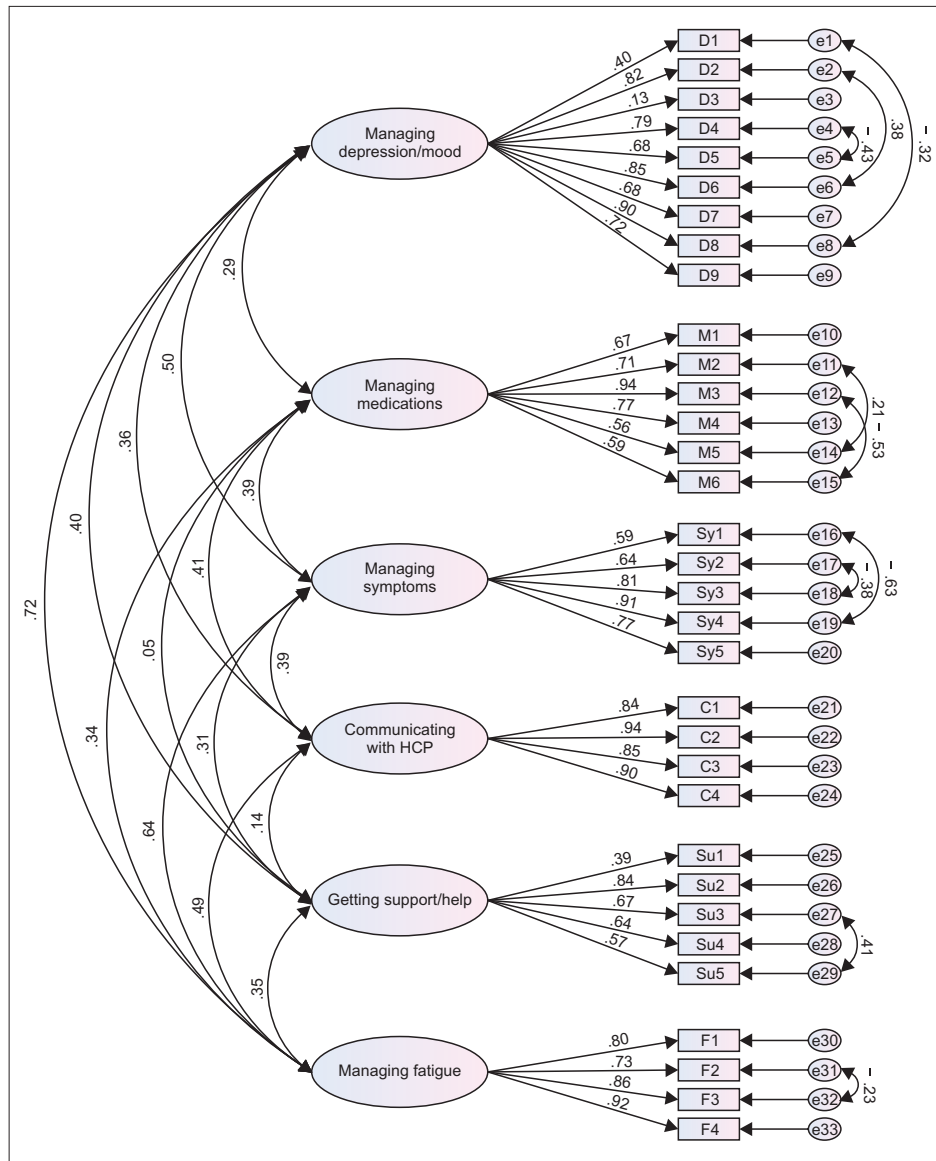 D1
e1
D2
e2
D3
e3
D4
e4
D5
e5
D6
e6
D7
e7
D8
e8
D9
e9
.40
.82
.13
.79
.68
.85
.68
.90
.72
– .43
.38
– .32
Managing
depression/mood
M1
e10
M2
e11
M3
e12
M4
e13
M5
e14
M6
e15
.67
.71
.94
.77
.56
.59
.21
– .53
Managing
medications
Sy1
e16
Sy2
e17
Sy3
e18
Sy4
e19
Sy5
e20
.59
.64
.81
.91
.77
– .38
– .63
Managing
symptoms
C1
e21
C2
e22
C3
e23
C4
e24
.84
.94
.85
.90
Communicating
with HCP
Su1
e25
Su2
e26
Su3
e27
Su4
e28
Su5
e29
.39
.84
.67
.64
.57
.41
Getting support/help
F1
e30
F2
e31
F3
e32
F4
e33
.80
.73
.86
.92
– .23
Managing fatigue
.29
.50
.36
.40
.72
.39
.41
.05
.34
.39
.31
.64
.14
.49
.35